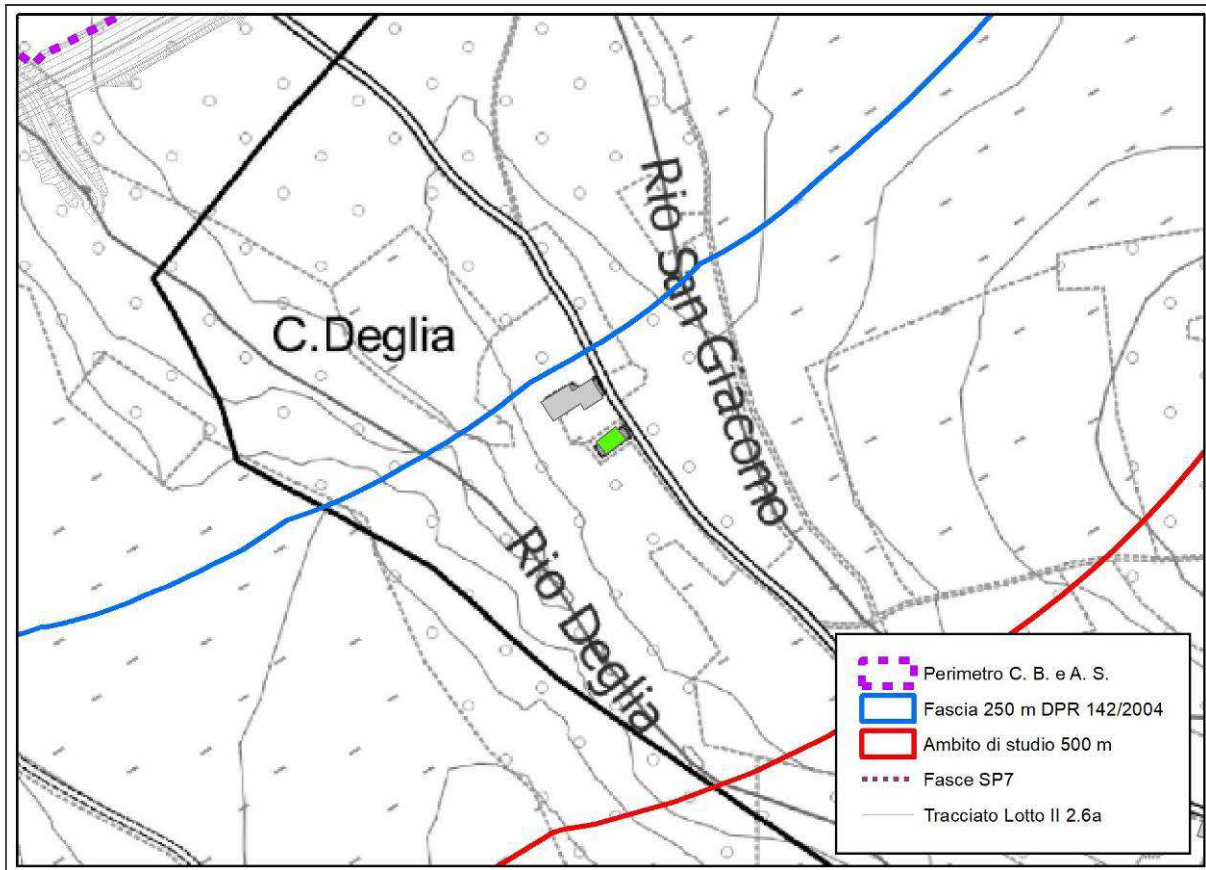 Rio San Giacomo
C.Deglia
Rio Deglia
Perimetro C. B. e A. S.
Fascia 250 m DPR 142/2004
Ambito di studio 500 m
Fasce SP7
Tracciato Lotto II 2.6a